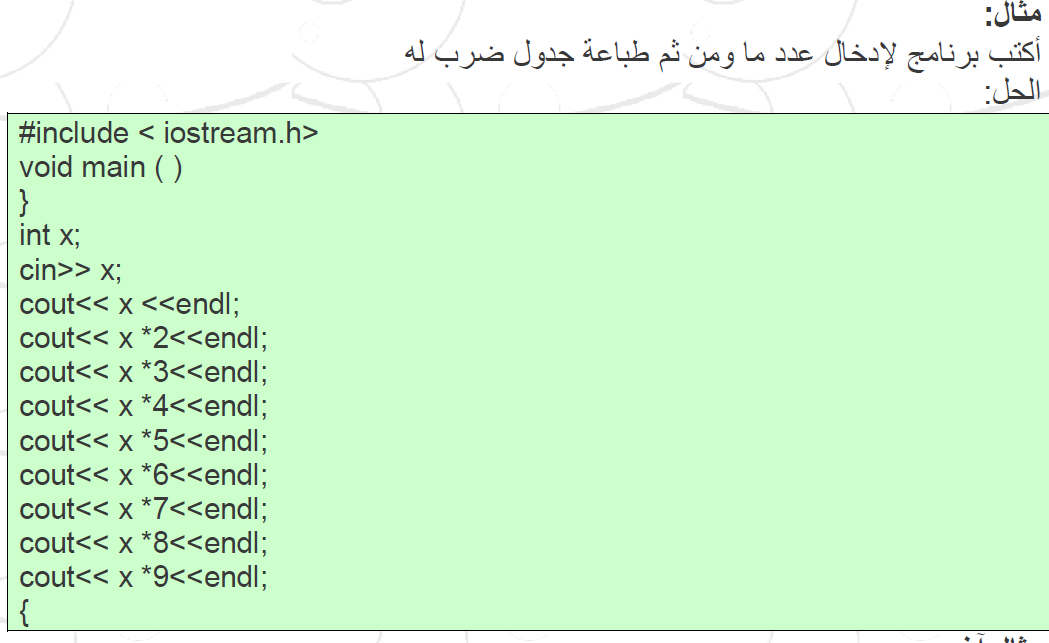 مثال:
أكتب برنامج لإدخال عدد ما ومن ثم طباعة جدول ضرب له
الحل:
#include < iostream.h>
void main ( )
}
int x;
cin>> x;
cout<< x <<endl;
cout<< x *2<<endl;
cout<< x *3<<endl;
cout<< x *4<<endl;
cout<< x *5<<endl;
cout<< x *6<<endl;
cout<< x *7<<endl;
cout<< x *8<<endl;
cout<< x *9<<endl;
{